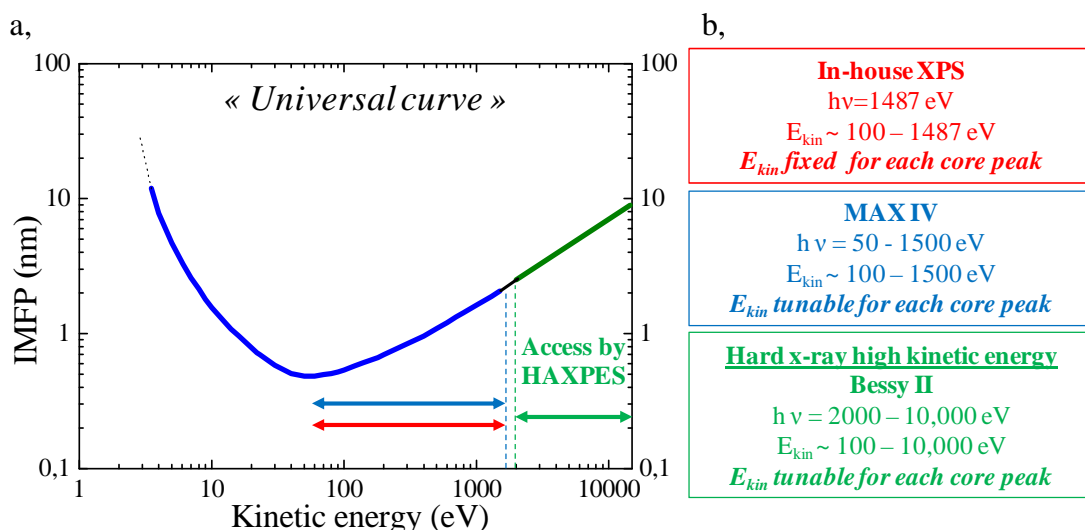 a,
« Universal curve »
100
10
1
0,1
IMFP (nm)
100
10
1
0,1
Access by
HAXPES
1
10
100
1000
10000
Kinetic energy (eV)
b,
In-house XPS
hν=1487 eV
Ekin ~ 100 – 1487 eV
Ekin fixed for each core peak
MAX IV
h ν = 50 - 1500 eV
Ekin ~ 100 – 1500 eV
Ekin tunable for each core peak
Hard x-ray high kinetic energy
Bessy II
h ν = 2000 – 10,000 eV
Ekin ~ 100 – 10,000 eV
Ekin tunable for each core peak